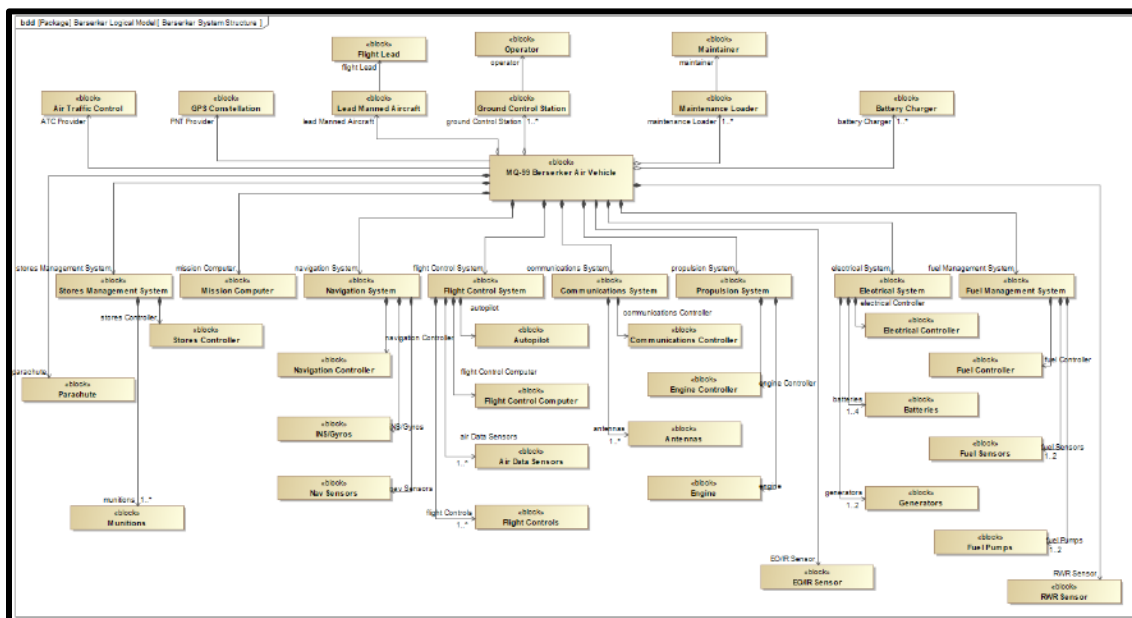 bdd [Package] Berserker Logical Model[ Berserker System Structure ]
«block»
Flight Lead
«block»
Operator
«block»
Maintainer
flight Lead
operator
maintainer
«block»
Air Traffic Control
«block»
GPS Constellation
«block»
Lead Manned Aircraft
«block»
Ground Control Station
«block»
Maintenance Loader
«block»
Battery Charger
ATC Provider
PNT Provider
lead Manned Aircraft
ground Control Station 1..*
maintenance Loader 1..*
battery Charger 1..*
«block»
MQ-99 Berserker Air Vehicle
stores Management System
mission Computer
navigation System
flight Control System
communications System
propulsion System
electrical System
fuel Management System
«block»
Stores Management System
«block»
Mission Computer
«block»
Navigation System
«block»
Flight Control System
«block»
Communications System
«block»
Propulsion System
«block»
Electrical System
«block»
Fuel Management System
stores Controller
«block»
Stores Controller
autopilot
«block»
Autopilot
communications Controller
«block»
Communications Controller
electrical Controller
«block»
Electrical Controller
navigation Controller
«block»
Navigation Controller
fuel Controller
«block»
Fuel Controller
parachute
«block»
Parachute
flight Control Computer
«block»
Flight Control Computer
engine Controller
«block»
Engine Controller
batteries
1..4
«block»
Batteries
INS/Gyros
«block»
INS/Gyros
air Data Sensors
1..*
«block»
Air Data Sensors
antennas
1..*
«block»
Antennas
fuel Sensors
1..2
«block»
Fuel Sensors
nav Sensors
«block»
Nav Sensors
engine
«block»
Engine
generators
1..2
«block»
Generators
munitions 1..*
«block»
Munitions
flight Controls
1..*
«block»
Flight Controls
fuel Pumps
1..2
«block»
Fuel Pumps
EO/IR Sensor
«block»
EO/IR Sensor
RWR Sensor
«block»
RWR Sensor